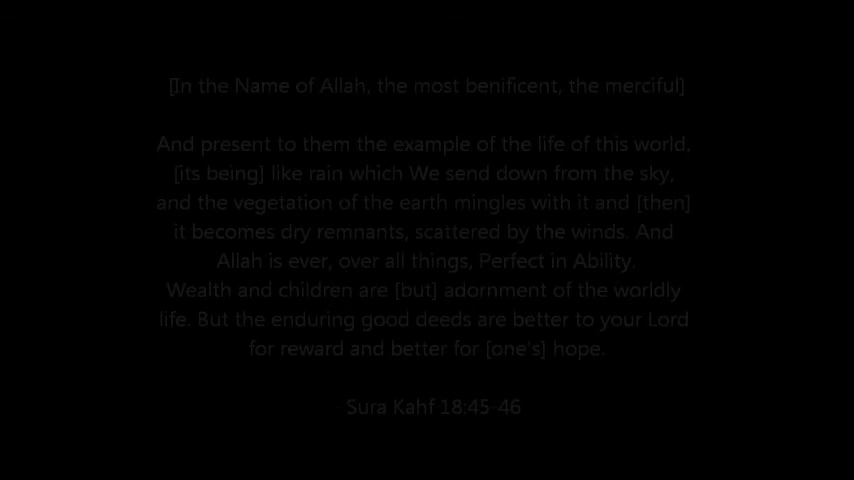 [In the Name of Allah, the most benificent, the merciful]
And present to them the example of the life of this world,
[its being] like rain which We send down from the sky,
and the vegetation of the earth mingles with it and [then]
it becomes dry remnants, scattered by the winds. And
Allah is ever, over all things, Perfect in Ability.
Wealth and children are [but] adornment of the worldly
life. But the enduring good deeds are better to your Lord
for reward and better for [one's] hope.
Sura Kahf 18:45-46